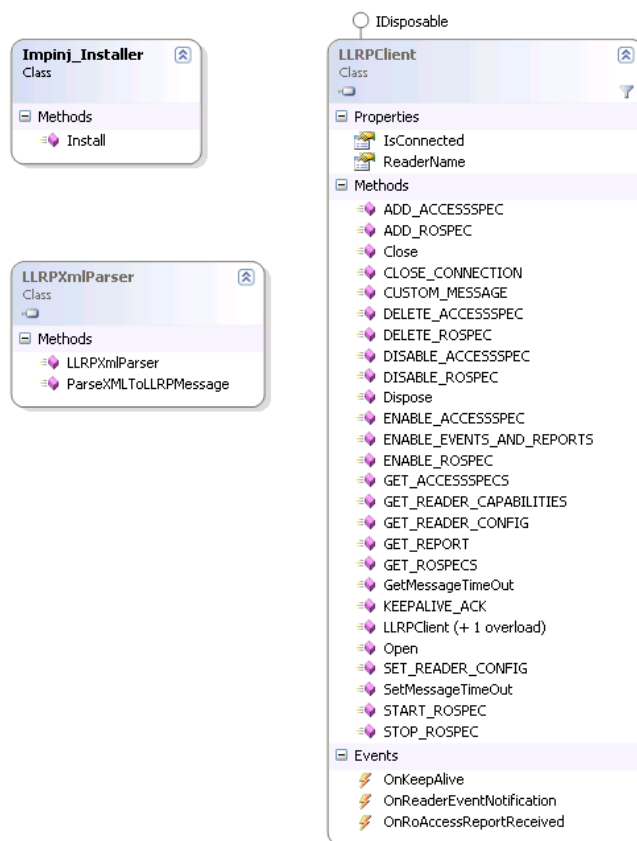 Impinj_Installer
Class
Methods
Install
LLRPXmlParser
Class
Methods
LLRPXmlParser
ParseXMLToLLRPMessage
IDisposable
LLRPClient
Class
Properties
IsConnected
ReaderName
Methods
ADD_ACCESSSPEC
ADD_ROSPEC
Close
CLOSE_CONNECTION
CUSTOM_MESSAGE
DELETE_ACCESSSPEC
DELETE_ROSPEC
DISABLE_ACCESSSPEC
DISABLE_ROSPEC
Dispose
ENABLE_ACCESSSPEC
ENABLE_EVENTS_AND_REPORTS
ENABLE_ROSPEC
GET_ACCESSSPECS
GET_READER_CAPABILITIES
GET_READER_CONFIG
GET_REPORT
GET_ROSPECS
GetMessageTimeOut
KEEPALIVE_ACK
LLRPClient (+ 1 overload)
Open
SET_READER_CONFIG
SetMessageTimeOut
START_ROSPEC
STOP_ROSPEC
Events
OnKeepAlive
OnReaderEventNotification
OnRoAccessReportReceived